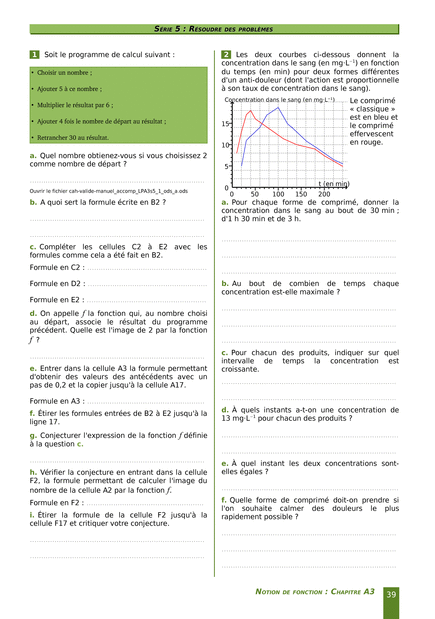 SÉRIE 5 : RÉSOUDRE DES PROBLÈMES
1 Soit le programme de calcul suivant :
• Choisir un nombre ;
• Ajouter 5 à ce nombre ;
• Multiplier le résultat par 6 ;
• Ajouter 4 fois le nombre de départ au résultat ;
• Retrancher 30 au résultat.
a. Quel nombre obtenez-vous si vous choisissez 2
comme nombre de départ ?
Ouvrir le fichier cah-valide-manuel_accomp_LPA3s5_1_ods_a.ods
b. A quoi sert la formule écrite en B2 ?
c. Compléter les cellules C2 à E2 avec les
formules comme cela a été fait en B2.
Formule en C2 :
Formule en D2 :
Formule en E2 :
d. On appelle f la fonction qui, au nombre choisi
au départ, associe le résultat du programme
précédent. Quelle est l'image de 2 par la fonction
f ?
e. Entrer dans la cellule A3 la formule permettant
d'obtenir des valeurs des antécédents avec un
pas de 0,2 et la copier jusqu'à la cellule A17.
Formule en A3 :
f. Étirer les formules entrées de B2 à E2 jusqu'à la
ligne 17.
g. Conjecturer l'expression de la fonction f définie
à la question c.
h. Vérifier la conjecture en entrant dans la cellule
F2, la formule permettant de calculer l'image du
nombre de la cellule A2 par la fonction f.
Formule en F2 :
i. Étirer la formule de la cellule F2 jusqu'à la
cellule F17 et critiquer votre conjecture.
2 Les deux courbes ci-dessous donnent la
concentration dans le sang (en mg·L⁻¹) en fonction
du temps (en min) pour deux formes différentes
d'un anti-douleur (dont l'action est proportionnelle
à son taux de concentration dans le sang).
Concentration dans le sang (en mg·L⁻¹)
15
10
5
0
0 50 100 150 200
t (en min)
Le comprimé
« classique »
est en bleu et
le comprimé
effervescent
en rouge.
a. Pour chaque forme de comprimé, donner la
concentration dans le sang au bout de 30 min ;
d'1 h 30 min et de 3 h.
b. Au bout de combien de temps chaque
concentration est-elle maximale ?
c. Pour chacun des produits, indiquer sur quel
intervalle de temps la concentration est
croissante.
d. À quels instants a-t-on une concentration de
13 mg·L⁻¹ pour chacun des produits ?
e. À quel instant les deux concentrations sont-
elles égales ?
f. Quelle forme de comprimé doit-on prendre si
l'on souhaite calmer des douleurs le plus
rapidement possible ?
NOTION DE FONCTION : CHAPITRE A3
39